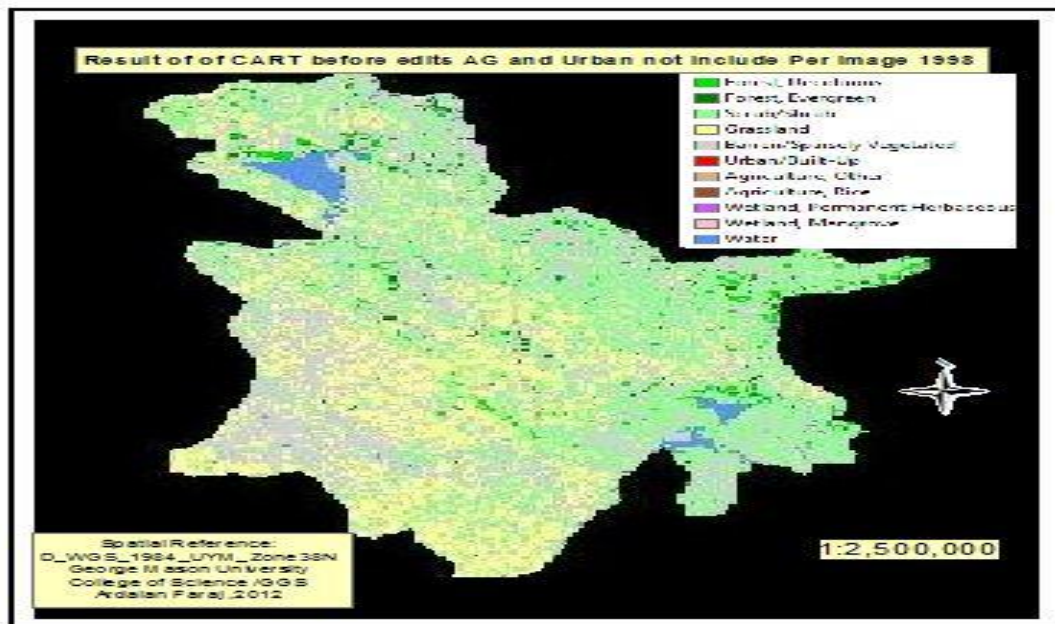 Result of of CART before edits AG and Urban not Include Per Image 1998
Forest, Deciduous
Forest, Evergreen
Scrub/Shrub
Grassland
Barren/Sparsely Vegetated
Urban/Built-Up
Agriculture, Other
Agriculture, Rice
Wetland, Permanent Herbaceous
Wetland, Mangrove
Water
Spatial Reference:
D_WGS_1984_UYM_Zone38N
George Mason University
College of Science /GGS
Ardalan Faraj,2012
1:2,500,000